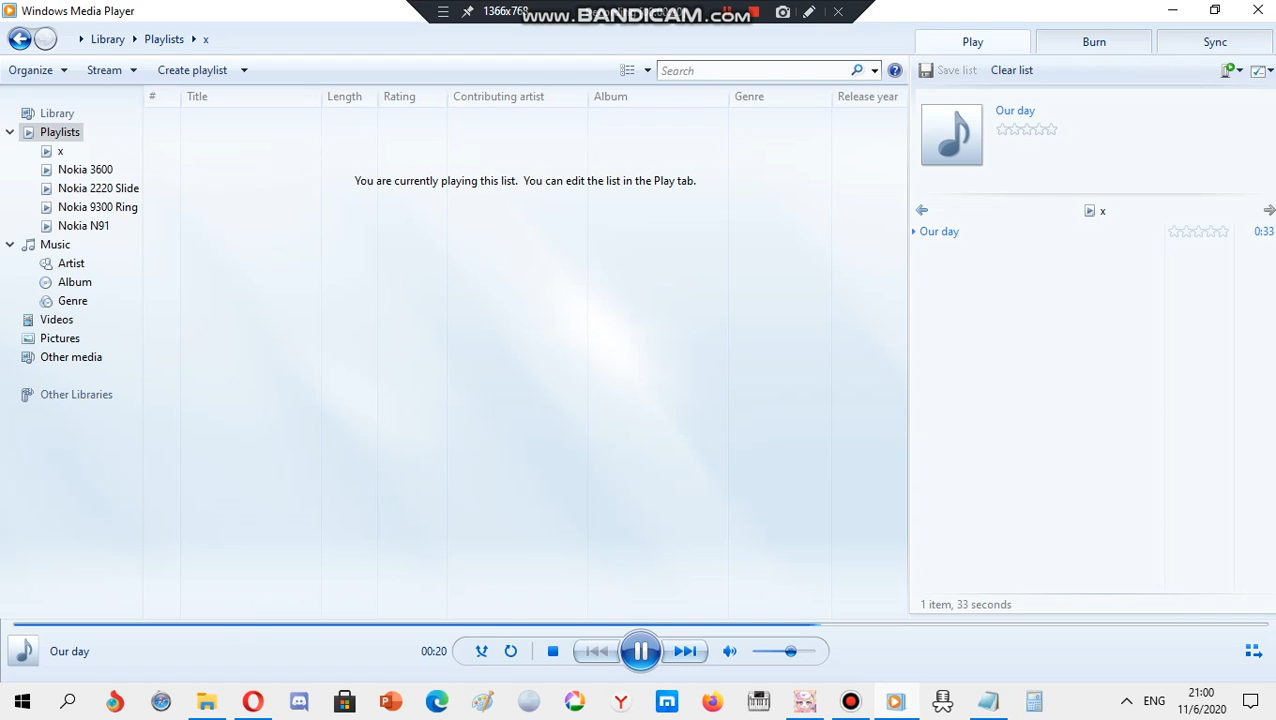 Windows Media Player
1366x768
www.BANDICAM.com
Library Playlists x
Play Burn Sync
Organize Stream Create playlist
Search
Save list Clear list
# Title Length Rating Contributing artist Album Genre Release year
Library
Playlists
x
Nokia 3600
Nokia 2220 Slide
Nokia 9300 Ring
Nokia N91
Music
Artist
Album
Genre
Videos
Pictures
Other media
Other Libraries
You are currently playing this list. You can edit the list in the Play tab.
Our day
x
Our day 0:33
1 item, 33 seconds
Our day
00:20
ENG
21:00
11/6/2020